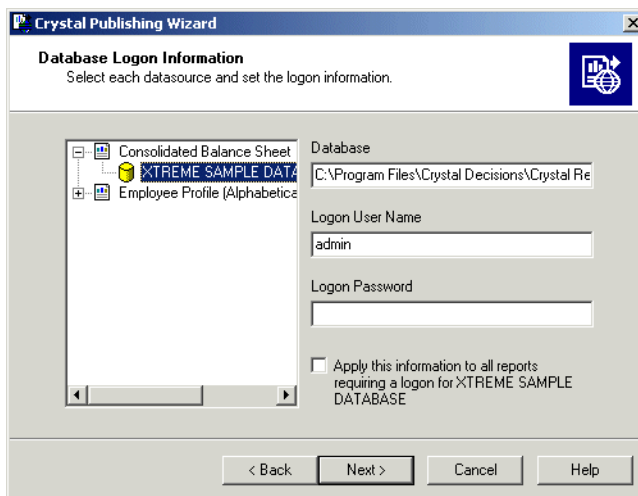 Crystal Publishing Wizard
Database Logon Information
Select each datasource and set the logon information.
Consolidated Balance Sheet
XTREME SAMPLE DATA
Employee Profile (Alphabetica
Database
C:\Program Files\Crystal Decisions\Crystal Re
Logon User Name
admin
Logon Password
Apply this information to all reports
requiring a logon for XTREME SAMPLE
DATABASE
< Back
Next >
Cancel
Help